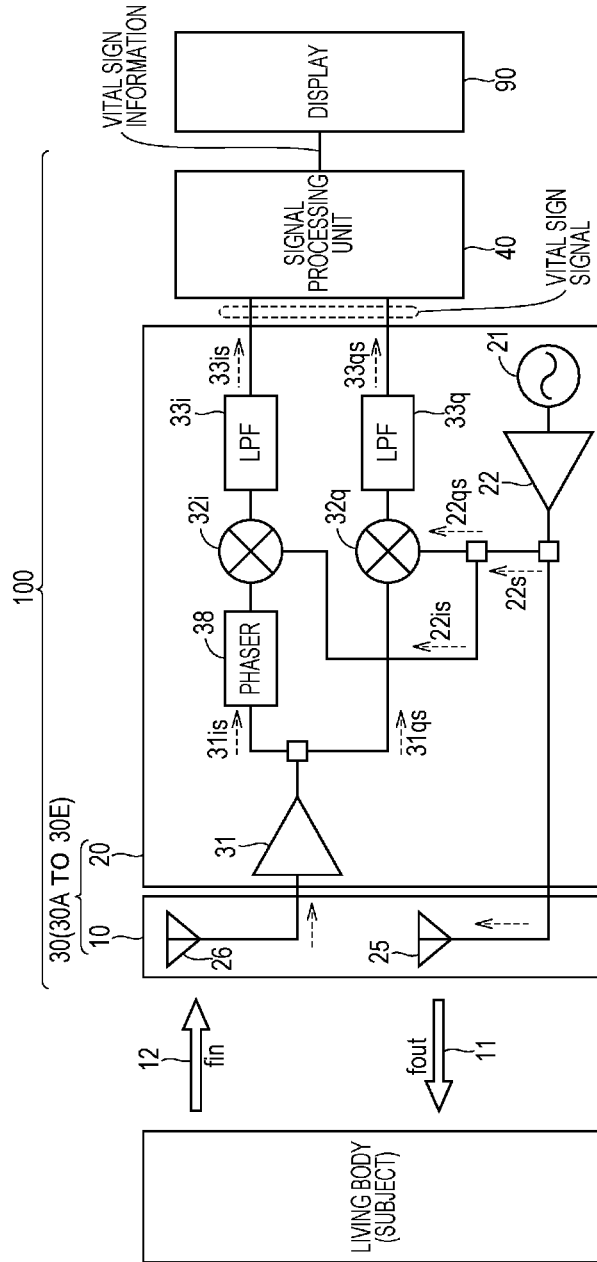 100
30(30A TO 30E)
10
20
VITAL SIGN
INFORMATION
LIVING BODY
(SUBJECT)
12
fin
fout
11
26
25
31
31is
31qs
38
PHASER
32i
32q
33i
LPF
33is
33q
LPF
33qs
22is
22qs
22s
22
21
SIGNAL
PROCESSING
UNIT
40
VITAL SIGN
SIGNAL
DISPLAY
90